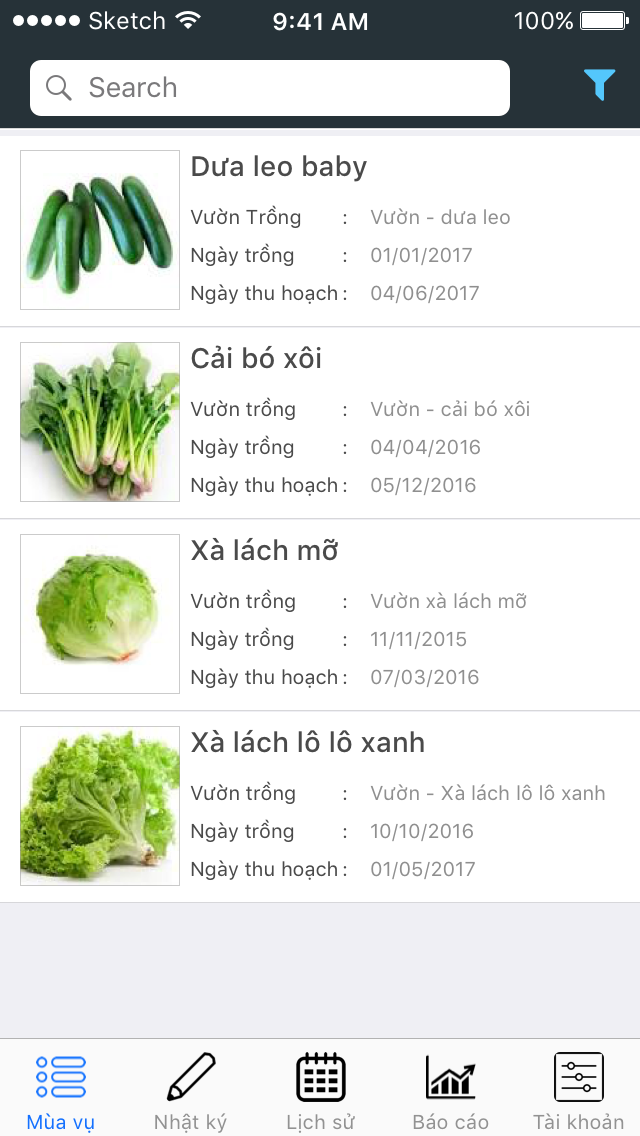 Sketch 9:41 AM 100%
Search
Dưa leo baby
Vườn Trồng : Vườn - dưa leo
Ngày trồng : 01/01/2017
Ngày thu hoạch : 04/06/2017
Cải bó xôi
Vườn trồng : Vườn - cải bó xôi
Ngày trồng : 04/04/2016
Ngày thu hoạch : 05/12/2016
Xà lách mỡ
Vườn trồng : Vườn xà lách mỡ
Ngày trồng : 11/11/2015
Ngày thu hoạch : 07/03/2016
Xà lách lô lô xanh
Vườn trồng : Vườn - Xà lách lô lô xanh
Ngày trồng : 10/10/2016
Ngày thu hoạch : 01/05/2017
Mùa vụ Nhật ký Lịch sử Báo cáo Tài khoản